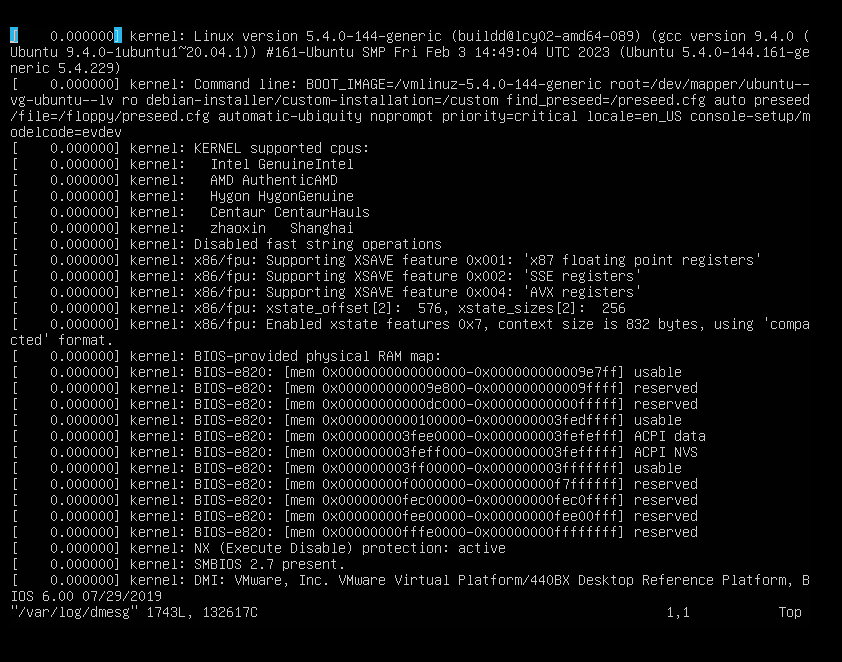 [    0.000000] kernel: Linux version 5.4.0-144-generic (buildd@lcy02-amd64-089) (gcc version 9.4.0 (
Ubuntu 9.4.0-1ubuntu1~20.04.1)) #161-Ubuntu SMP Fri Feb 3 14:49:04 UTC 2023 (Ubuntu 5.4.0-144.161-ge
neric 5.4.229)
[    0.000000] kernel: Command line: BOOT_IMAGE=/vmlinuz-5.4.0-144-generic root=/dev/mapper/ubuntu--
vg-ubuntu--lv ro debian-installer/custom-installation=/custom find_preseed=/preseed.cfg auto preseed
/file=/floppy/preseed.cfg automatic-ubiquity noprompt priority=critical locale=en_US console-setup/m
odelcode=evdev
[    0.000000] kernel: KERNEL supported cpus:
[    0.000000] kernel:   Intel GenuineIntel
[    0.000000] kernel:   AMD AuthenticAMD
[    0.000000] kernel:   Hygon HygonGenuine
[    0.000000] kernel:   Centaur CentaurHauls
[    0.000000] kernel:   zhaoxin   Shanghai
[    0.000000] kernel: Disabled fast string operations
[    0.000000] kernel: x86/fpu: Supporting XSAVE feature 0x001: 'x87 floating point registers'
[    0.000000] kernel: x86/fpu: Supporting XSAVE feature 0x002: 'SSE registers'
[    0.000000] kernel: x86/fpu: Supporting XSAVE feature 0x004: 'AVX registers'
[    0.000000] kernel: x86/fpu: xstate_offset[2]:  576, xstate_sizes[2]:  256
[    0.000000] kernel: x86/fpu: Enabled xstate features 0x7, context size is 832 bytes, using 'compa
cted' format.
[    0.000000] kernel: BIOS-provided physical RAM map:
[    0.000000] kernel: BIOS-e820: [mem 0x0000000000000000-0x000000000009e7ff] usable
[    0.000000] kernel: BIOS-e820: [mem 0x000000000009e800-0x000000000009ffff] reserved
[    0.000000] kernel: BIOS-e820: [mem 0x00000000000dc000-0x00000000000fffff] reserved
[    0.000000] kernel: BIOS-e820: [mem 0x0000000000100000-0x000000003fedffff] usable
[    0.000000] kernel: BIOS-e820: [mem 0x000000003fee0000-0x000000003fefefff] ACPI data
[    0.000000] kernel: BIOS-e820: [mem 0x000000003feff000-0x000000003fefffff] ACPI NVS
[    0.000000] kernel: BIOS-e820: [mem 0x000000003ff00000-0x000000003fffffff] usable
[    0.000000] kernel: BIOS-e820: [mem 0x00000000f0000000-0x00000000f7ffffff] reserved
[    0.000000] kernel: BIOS-e820: [mem 0x00000000fec00000-0x00000000fec0ffff] reserved
[    0.000000] kernel: BIOS-e820: [mem 0x00000000fee00000-0x00000000fee00fff] reserved
[    0.000000] kernel: BIOS-e820: [mem 0x00000000fffe0000-0x00000000ffffffff] reserved
[    0.000000] kernel: NX (Execute Disable) protection: active
[    0.000000] kernel: SMBIOS 2.7 present.
[    0.000000] kernel: DMI: VMware, Inc. VMware Virtual Platform/440BX Desktop Reference Platform, B
IOS 6.00 07/29/2019
"/var/log/dmesg" 1743L, 132617C                                                   1,1           Top